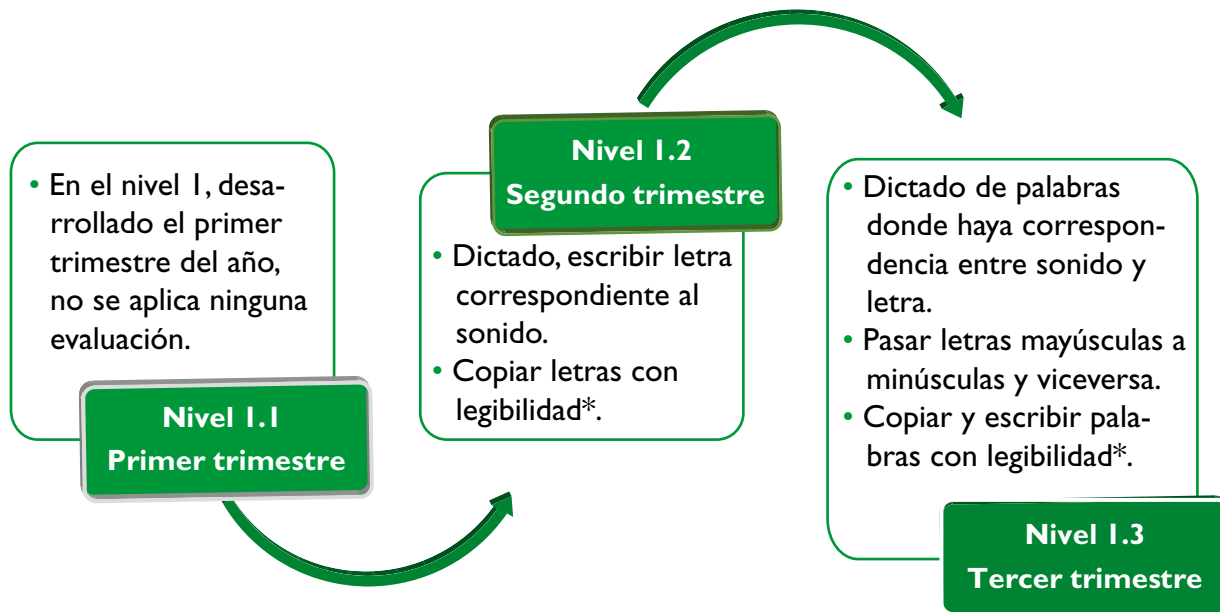 • En el nivel 1, desa-
rrollado el primer
trimestre del año,
no se aplica ninguna
evaluación.
Nivel 1.1
Primer trimestre
Nivel 1.2
Segundo trimestre
• Dictado, escribir letra
correspondiente al
sonido.
• Copiar letras con
legibilidad*.
• Dictado de palabras
donde haya correspon-
dencia entre sonido y
letra.
• Pasar letras mayúsculas a
minúsculas y viceversa.
• Copiar y escribir pala-
bras con legibilidad*.
Nivel 1.3
Tercer trimestre